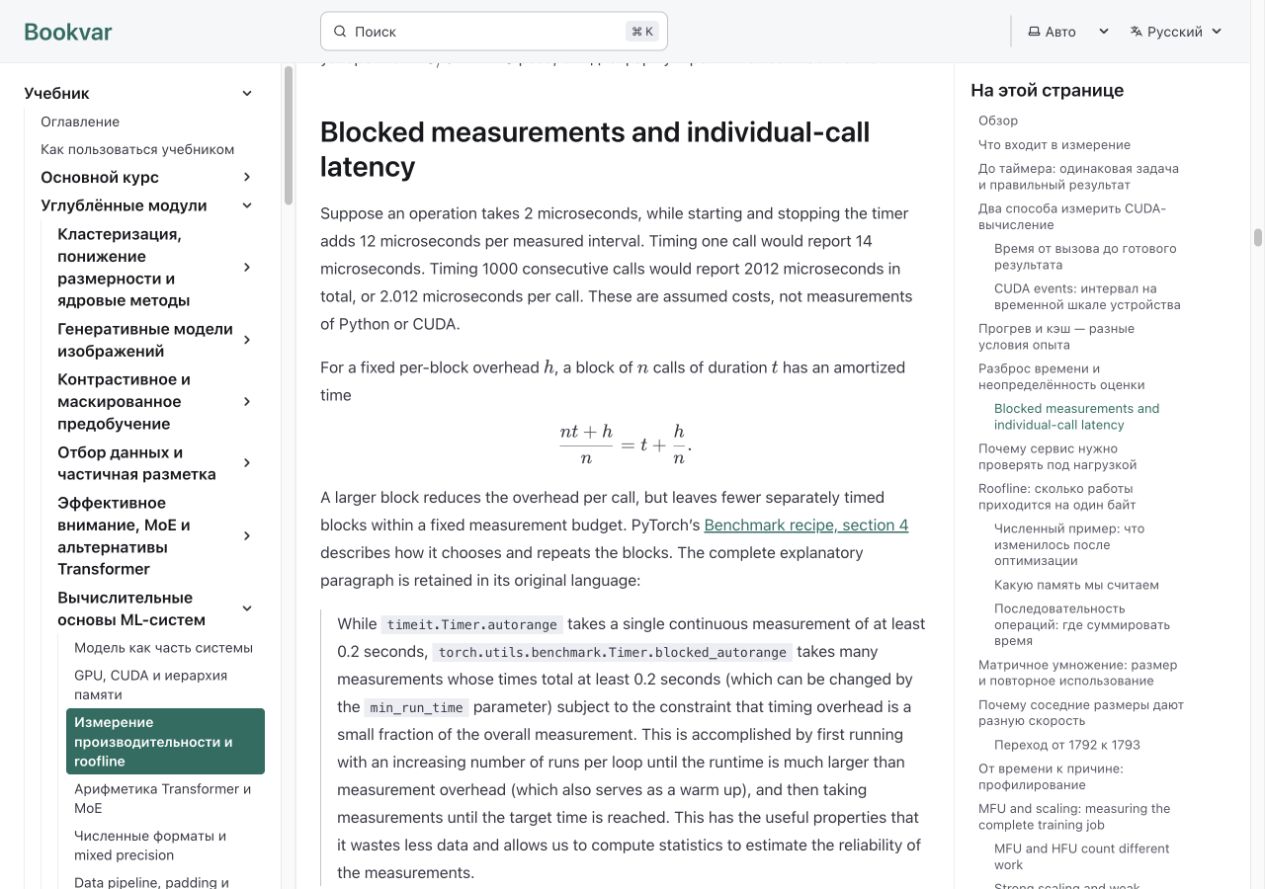 Bookvar
Поиск
⌘ K
Авто
Русский
Учебник
Оглавление
Как пользоваться учебником
Основной курс
Углублённые модули
Кластеризация,
понижение
размерности и
ядровые методы
Генеративные модели
изображений
Контрастивное и
маскированное
предобучение
Отбор данных и
частичная разметка
Эффективное
внимание, MoE и
альтернативы
Transformer
Вычислительные
основы ML-систем
Модель как часть системы
GPU, CUDA и иерархия
памяти
Измерение
производительности и
roofline
Арифметика Transformer и
MoE
Численные форматы и
mixed precision
Data pipeline, padding и
Blocked measurements and individual-call
latency
Suppose an operation takes 2 microseconds, while starting and stopping the timer
adds 12 microseconds per measured interval. Timing one call would report 14
microseconds. Timing 1000 consecutive calls would report 2012 microseconds in
total, or 2.012 microseconds per call. These are assumed costs, not measurements
of Python or CUDA.
For a fixed per-block overhead h, a block of n calls of duration t has an amortized
time
(nt + h)/n = t + h/n.
A larger block reduces the overhead per call, but leaves fewer separately timed
blocks within a fixed measurement budget. PyTorch’s Benchmark recipe, section 4
describes how it chooses and repeats the blocks. The complete explanatory
paragraph is retained in its original language:
While timeit.Timer.autorange takes a single continuous measurement of at least
0.2 seconds, torch.utils.benchmark.Timer.blocked_autorange takes many
measurements whose times total at least 0.2 seconds (which can be changed by
the min_run_time parameter) subject to the constraint that timing overhead is a
small fraction of the overall measurement. This is accomplished by first running
with an increasing number of runs per loop until the runtime is much larger than
measurement overhead (which also serves as a warm up), and then taking
measurements until the target time is reached. This has the useful properties that
it wastes less data and allows us to compute statistics to estimate the reliability of
the measurements.
На этой странице
Обзор
Что входит в измерение
До таймера: одинаковая задача
и правильный результат
Два способа измерить CUDA-
вычисление
Время от вызова до готового
результата
CUDA events: интервал на
временной шкале устройства
Прогрев и кэш — разные
условия опыта
Разброс времени и
неопределённость оценки
Blocked measurements and
individual-call latency
Почему сервис нужно
проверять под нагрузкой
Roofline: сколько работы
приходится на один байт
Численный пример: что
изменилось после
оптимизации
Какую память мы считаем
Последовательность
операций: где суммировать
время
Матричное умножение: размер
и повторное использование
Почему соседние размеры дают
разную скорость
Переход от 1792 к 1793
От времени к причине:
профилирование
MFU and scaling: measuring the
complete training job
MFU and HFU count different
work
Strong scaling and weak